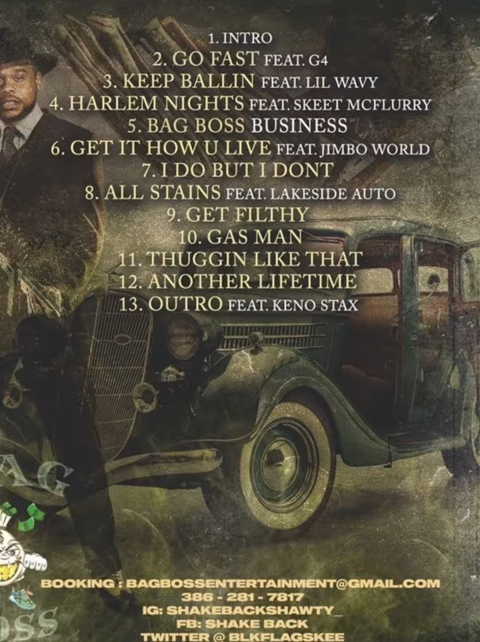 1. INTRO
2. GO FAST FEAT. G4
3. KEEP BALLIN FEAT. LIL WAVY
4. HARLEM NIGHTS FEAT. SKEET MCFLURRY
5. BAG BOSS BUSINESS
6. GET IT HOW U LIVE FEAT. JIMBO WORLD
7. I DO BUT I DONT
8. ALL STAINS FEAT. LAKESIDE AUTO
9. GET FILTHY
10. GAS MAN
11. THUGGIN LIKE THAT
12. ANOTHER LIFETIME
13. OUTRO FEAT. KENO STAX
AG
OSS
BOOKING : BAGBOSSENTERTAINMENT@GMAIL.COM
386 - 281 - 7817
IG: SHAKEBACKSHAWTY_
FB: SHAKE BACK
TWITTER @ BLKFLAGSKEE